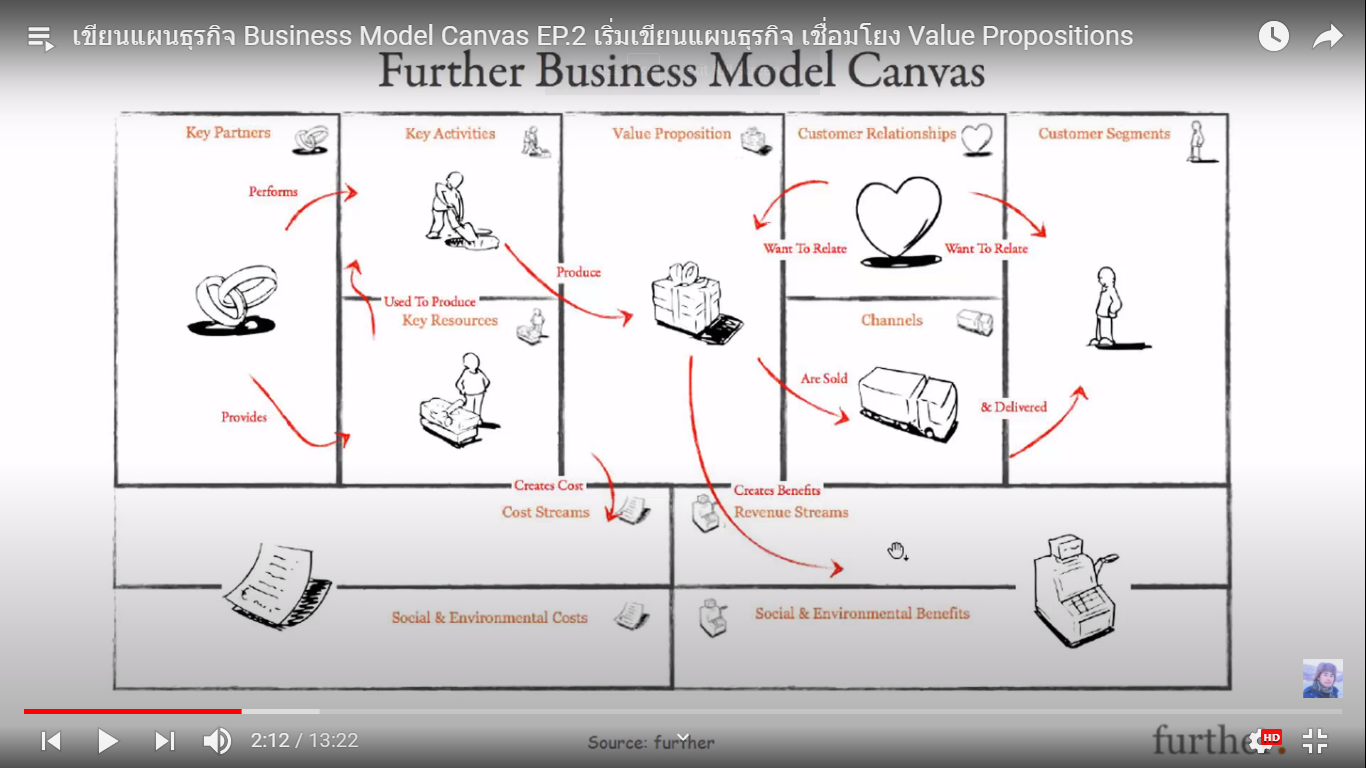 เขียนแผนธุรกิจ Business Model Canvas EP.2 เริ่มเขียนแผนธุรกิจ เชื่อมโยง Value Propositions
Further Business Model Canvas
Key Partners
Key Activities
Value Proposition
Customer Relationships
Customer Segments
Performs
Want To Relate
Want To Relate
Produce
Used To Produce
Key Resources
Channels
Are Sold
& Delivered
Provides
Creates Cost
Creates Benefits
Cost Streams
Revenue Streams
Social & Environmental Costs
Social & Environmental Benefits
2:12 / 13:22
Source: further
further.
HD